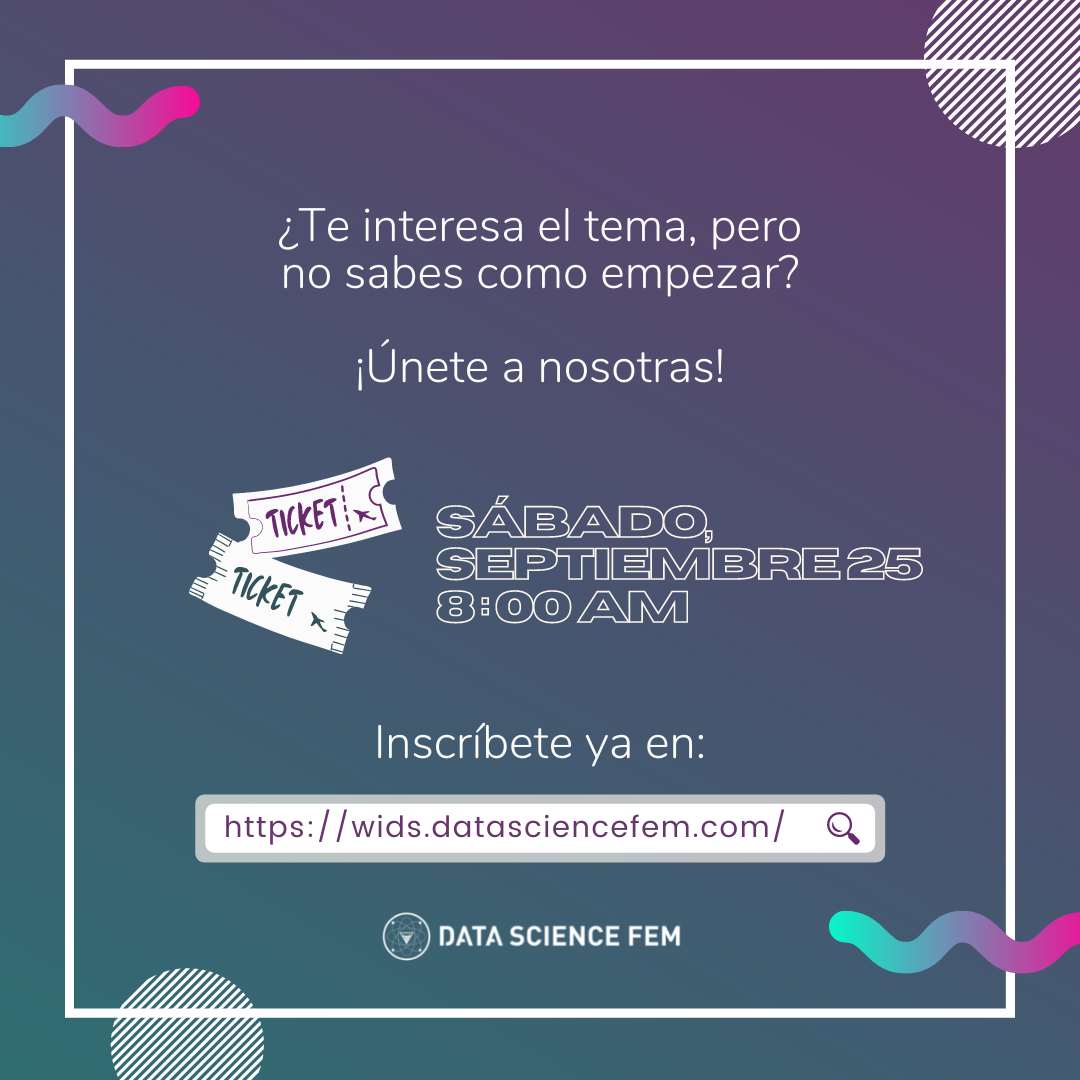 ¿Te interesa el tema, pero
no sabes como empezar?
¡Únete a nosotras!
TICKET
TICKET
SÁBADO,
SEPTIEMBRE 25
8:00 AM
Inscríbete ya en:
https://wids.datasciencefem.com/
DATA SCIENCE FEM